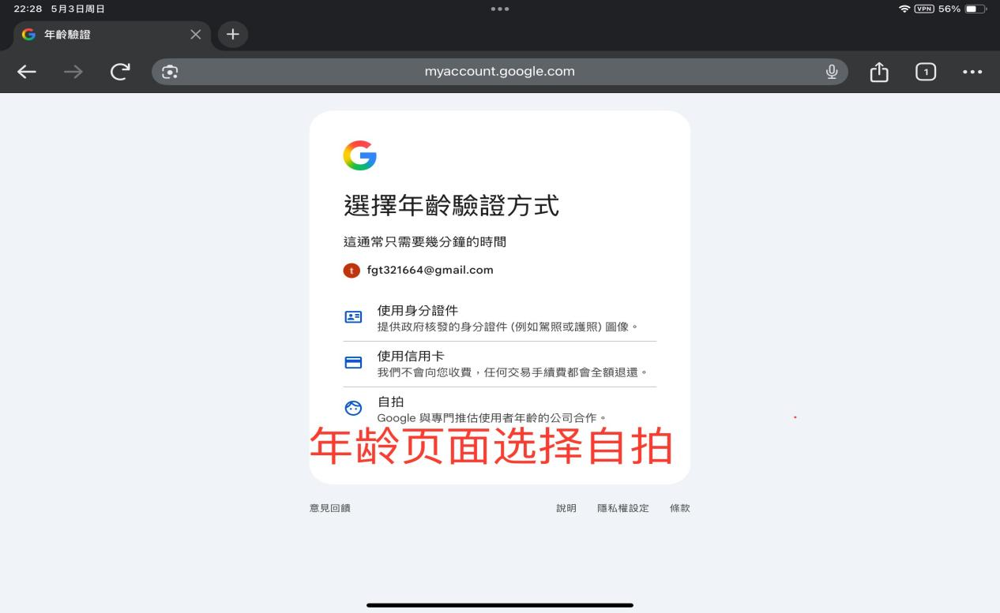 22:28 5月3日周日
VPN 56%
年齡驗證
myaccount.google.com
1
選擇年齡驗證方式
這通常只需要幾分鐘的時間
t fgt321664@gmail.com
使用身分證件
提供政府核發的身分證件 (例如駕照或護照) 圖像。
使用信用卡
我們不會向您收費，任何交易手續費都會全額退還。
自拍
Google 與專門推估使用者年齡的公司合作。
年龄页面选择自拍
意見回饋 說明 隱私權設定 條款